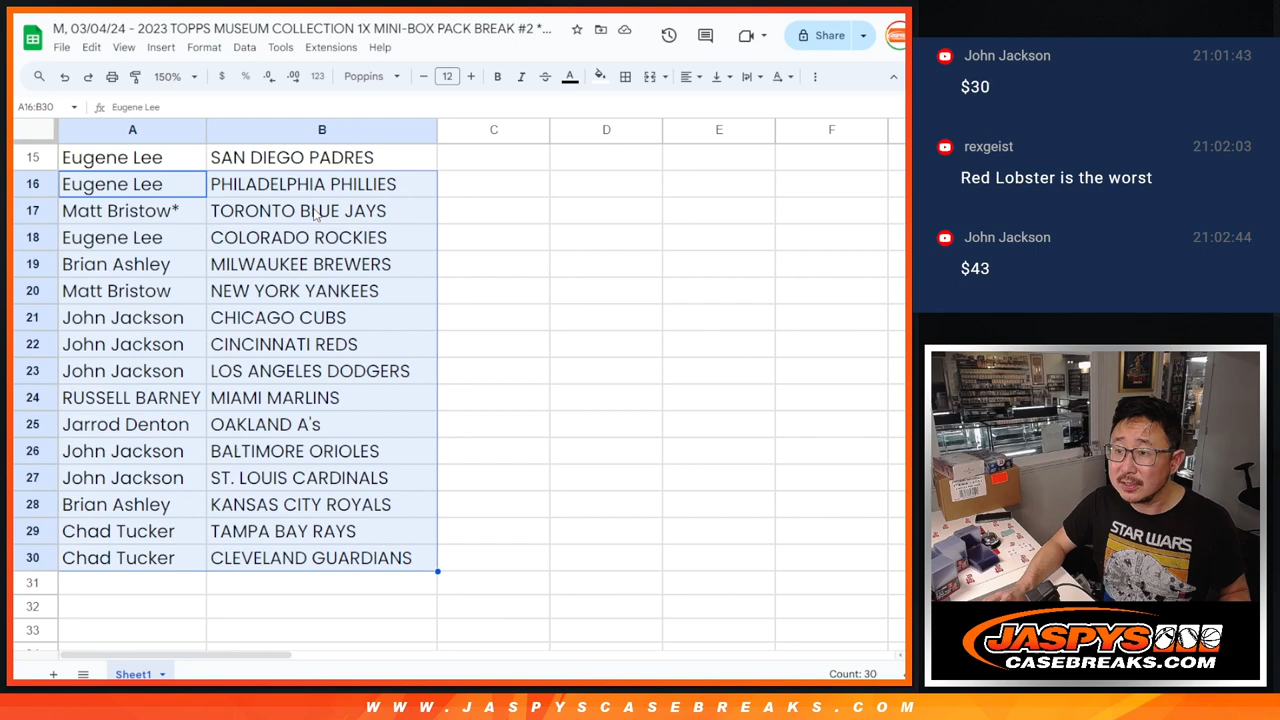 M, 03/04/24 - 2023 TOPPS MUSEUM COLLECTION 1X MINI-BOX PACK BREAK #2 *...
Share
File Edit View Insert Format Data Tools Extensions Help
150% $ % .0 .00 123 Poppins 12 B I A A
A16:B30 fx Eugene Lee
A B C D E F
15 Eugene Lee SAN DIEGO PADRES
16 Eugene Lee PHILADELPHIA PHILLIES
17 Matt Bristow* TORONTO BLUE JAYS
18 Eugene Lee COLORADO ROCKIES
19 Brian Ashley MILWAUKEE BREWERS
20 Matt Bristow NEW YORK YANKEES
21 John Jackson CHICAGO CUBS
22 John Jackson CINCINNATI REDS
23 John Jackson LOS ANGELES DODGERS
24 RUSSELL BARNEY MIAMI MARLINS
25 Jarrod Denton OAKLAND A's
26 John Jackson BALTIMORE ORIOLES
27 John Jackson ST. LOUIS CARDINALS
28 Brian Ashley KANSAS CITY ROYALS
29 Chad Tucker TAMPA BAY RAYS
30 Chad Tucker CLEVELAND GUARDIANS
31
32
33
Sheet1 Count: 30
John Jackson 21:01:43
$30
rexgeist 21:02:03
Red Lobster is the worst
John Jackson 21:02:44
$43
STAR WARS
JASPYS
CASEBREAKS.COM
WWW.JASPYSCASEBREAKS.COM